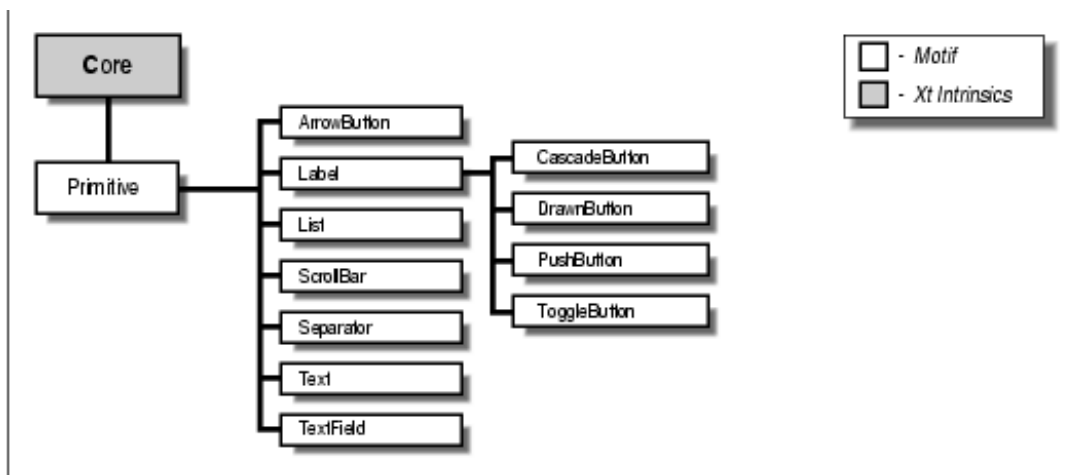 Core
Primitive
ArrowButton
Label
List
ScrollBar
Separator
Text
TextField
CascadeButton
DrawnButton
PushButton
ToggleButton
- Motif
- Xt Intrinsics